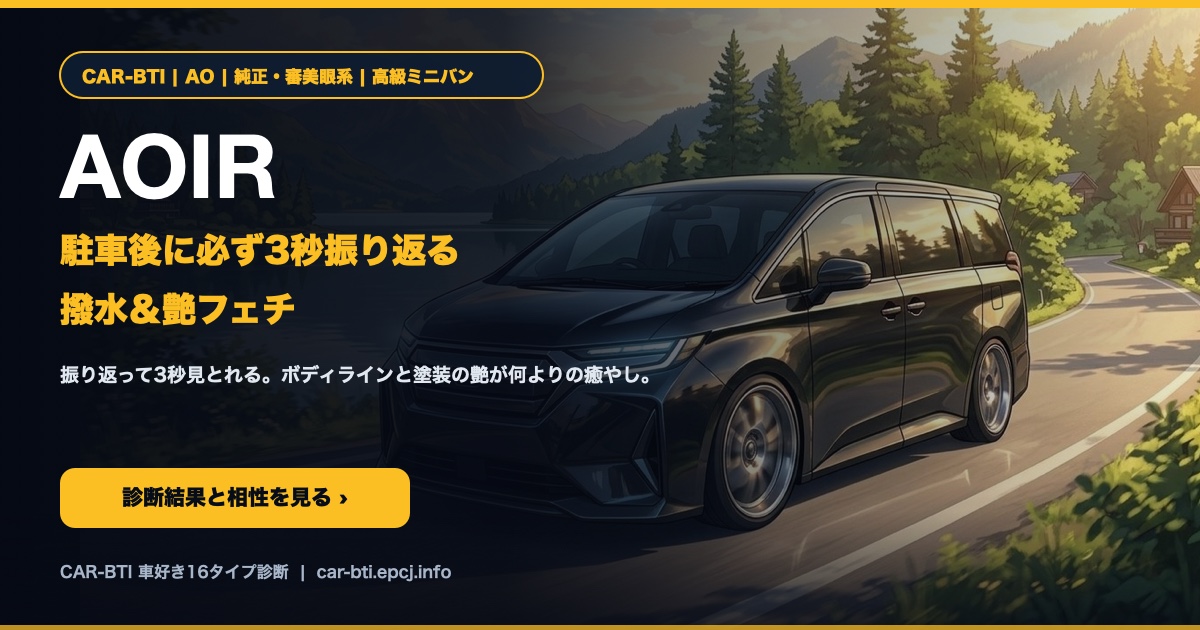 CAR-BTI | AO | 純正・審美眼系 | 高級ミニバン
AOIR
駐車後に必ず3秒振り返る
撥水＆艶フェチ
振り返って3秒見とれる。ボディラインと塗装の艶が何よりの癒やし。
診断結果と相性を見る ›
CAR-BTI 車好き16タイプ診断 | car-bti.epcj.info